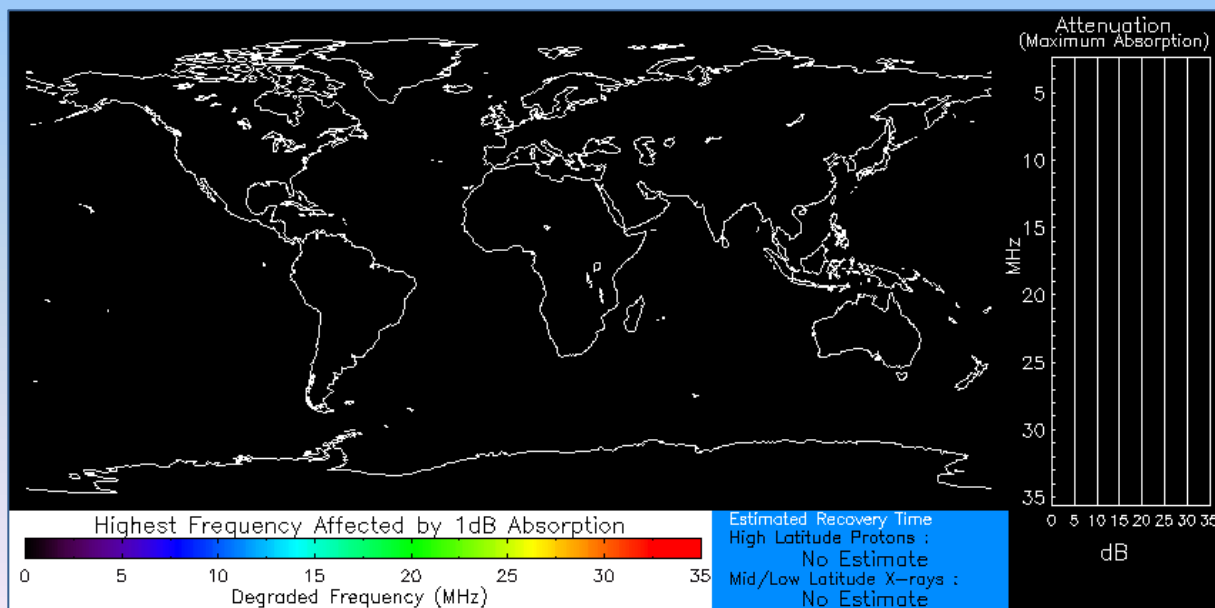 Attenuation
(Maximum Absorption)
5
10
15
20
25
30
35
MHz
0 5 10 15 20 25 30 35
dB
Highest Frequency Affected by 1dB Absorption
0 5 10 15 20 25 30 35
Degraded Frequency (MHz)
Estimated Recovery Time
High Latitude Protons :
No Estimate
Mid/Low Latitude X-rays :
No Estimate